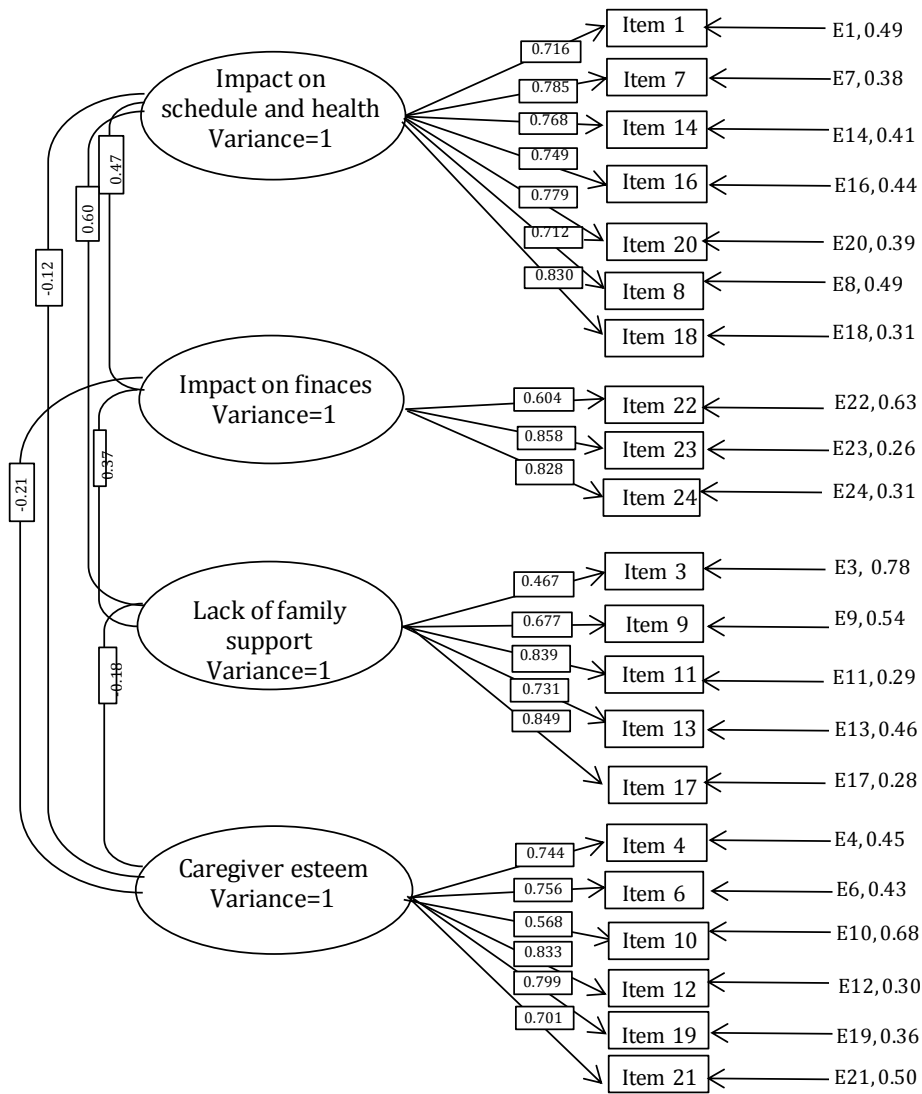 Impact on
schedule and health
Variance=1
Impact on finaces
Variance=1
Lack of family
support
Variance=1
Caregiver esteem
Variance=1
0.47
0.60
-0.12
0.37
-0.21
-0.18
0.716
0.785
0.768
0.749
0.779
0.712
0.830
0.604
0.858
0.828
0.467
0.677
0.839
0.731
0.849
0.744
0.756
0.568
0.833
0.799
0.701
Item 1
Item 7
Item 14
Item 16
Item 20
Item 8
Item 18
Item 22
Item 23
Item 24
Item 3
Item 9
Item 11
Item 13
Item 17
Item 4
Item 6
Item 10
Item 12
Item 19
Item 21
E1, 0.49
E7, 0.38
E14, 0.41
E16, 0.44
E20, 0.39
E8, 0.49
E18, 0.31
E22, 0.63
E23, 0.26
E24, 0.31
E3, 0.78
E9, 0.54
E11, 0.29
E13, 0.46
E17, 0.28
E4, 0.45
E6, 0.43
E10, 0.68
E12, 0.30
E19, 0.36
E21, 0.50